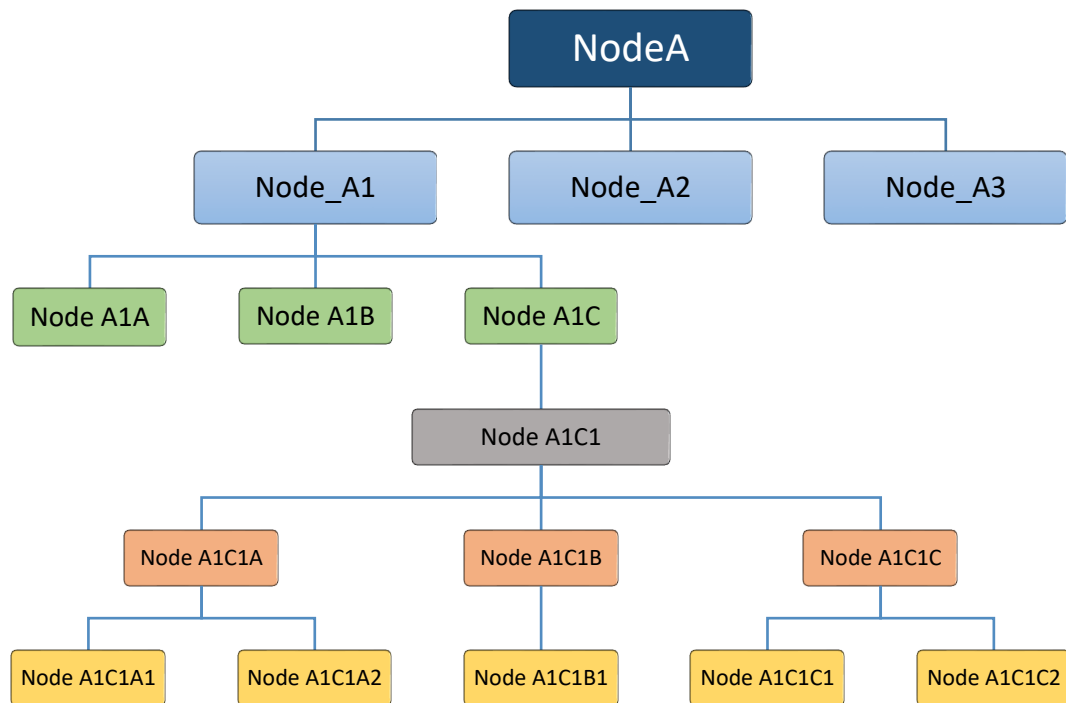 NodeA
Node_A1
Node_A2
Node_A3
Node A1A
Node A1B
Node A1C
Node A1C1
Node A1C1A
Node A1C1B
Node A1C1C
Node A1C1A1
Node A1C1A2
Node A1C1B1
Node A1C1C1
Node A1C1C2